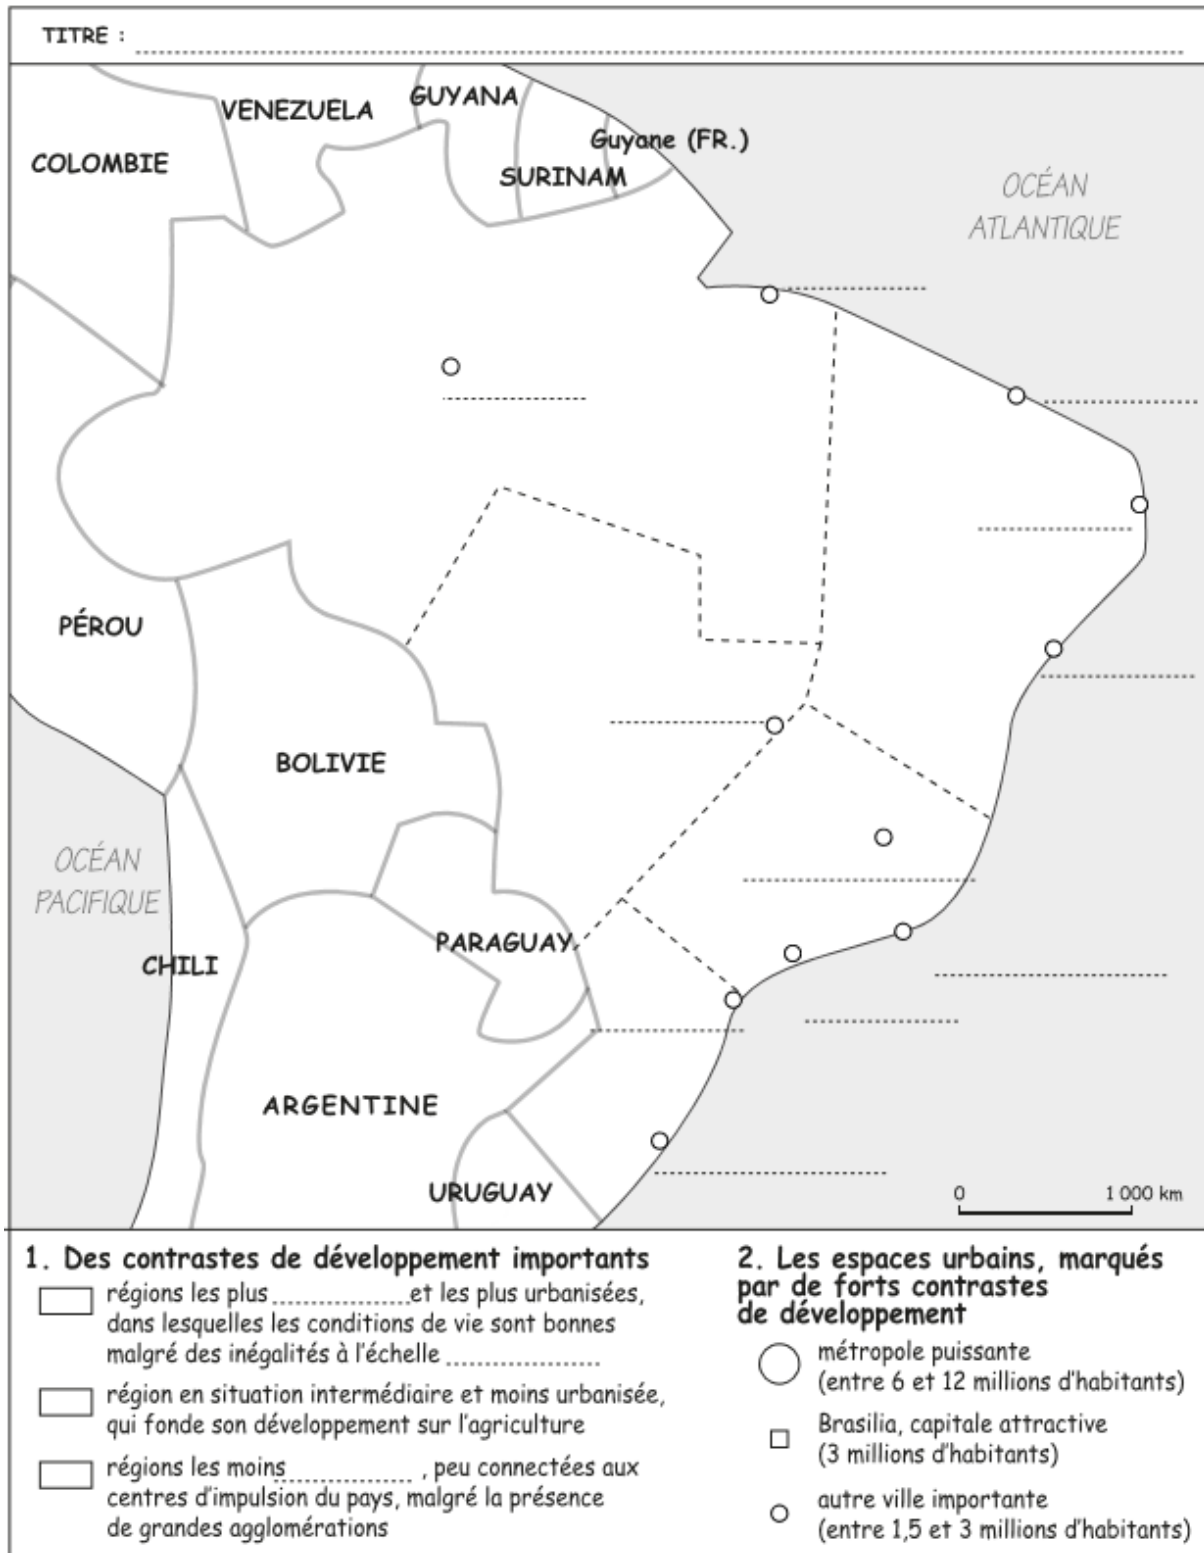 TITRE :
VENEZUELA
GUYANA
COLOMBIE
Guyane (FR.)
SURINAM
OCÉAN
ATLANTIQUE
PÉROU
BOLIVIE
OCÉAN
PACIFIQUE
CHILI
PARAGUAY
ARGENTINE
URUGUAY
0 1 000 km
1. Des contrastes de développement importants
régions les plus ............... et les plus urbanisées,
dans lesquelles les conditions de vie sont bonnes
malgré des inégalités à l'échelle ...............
région en situation intermédiaire et moins urbanisée,
qui fonde son développement sur l'agriculture
régions les moins ............... , peu connectées aux
centres d'impulsion du pays, malgré la présence
de grandes agglomérations
2. Les espaces urbains, marqués
par de forts contrastes
de développement
métropole puissante
(entre 6 et 12 millions d'habitants)
Brasilia, capitale attractive
(3 millions d'habitants)
autre ville importante
(entre 1,5 et 3 millions d'habitants)